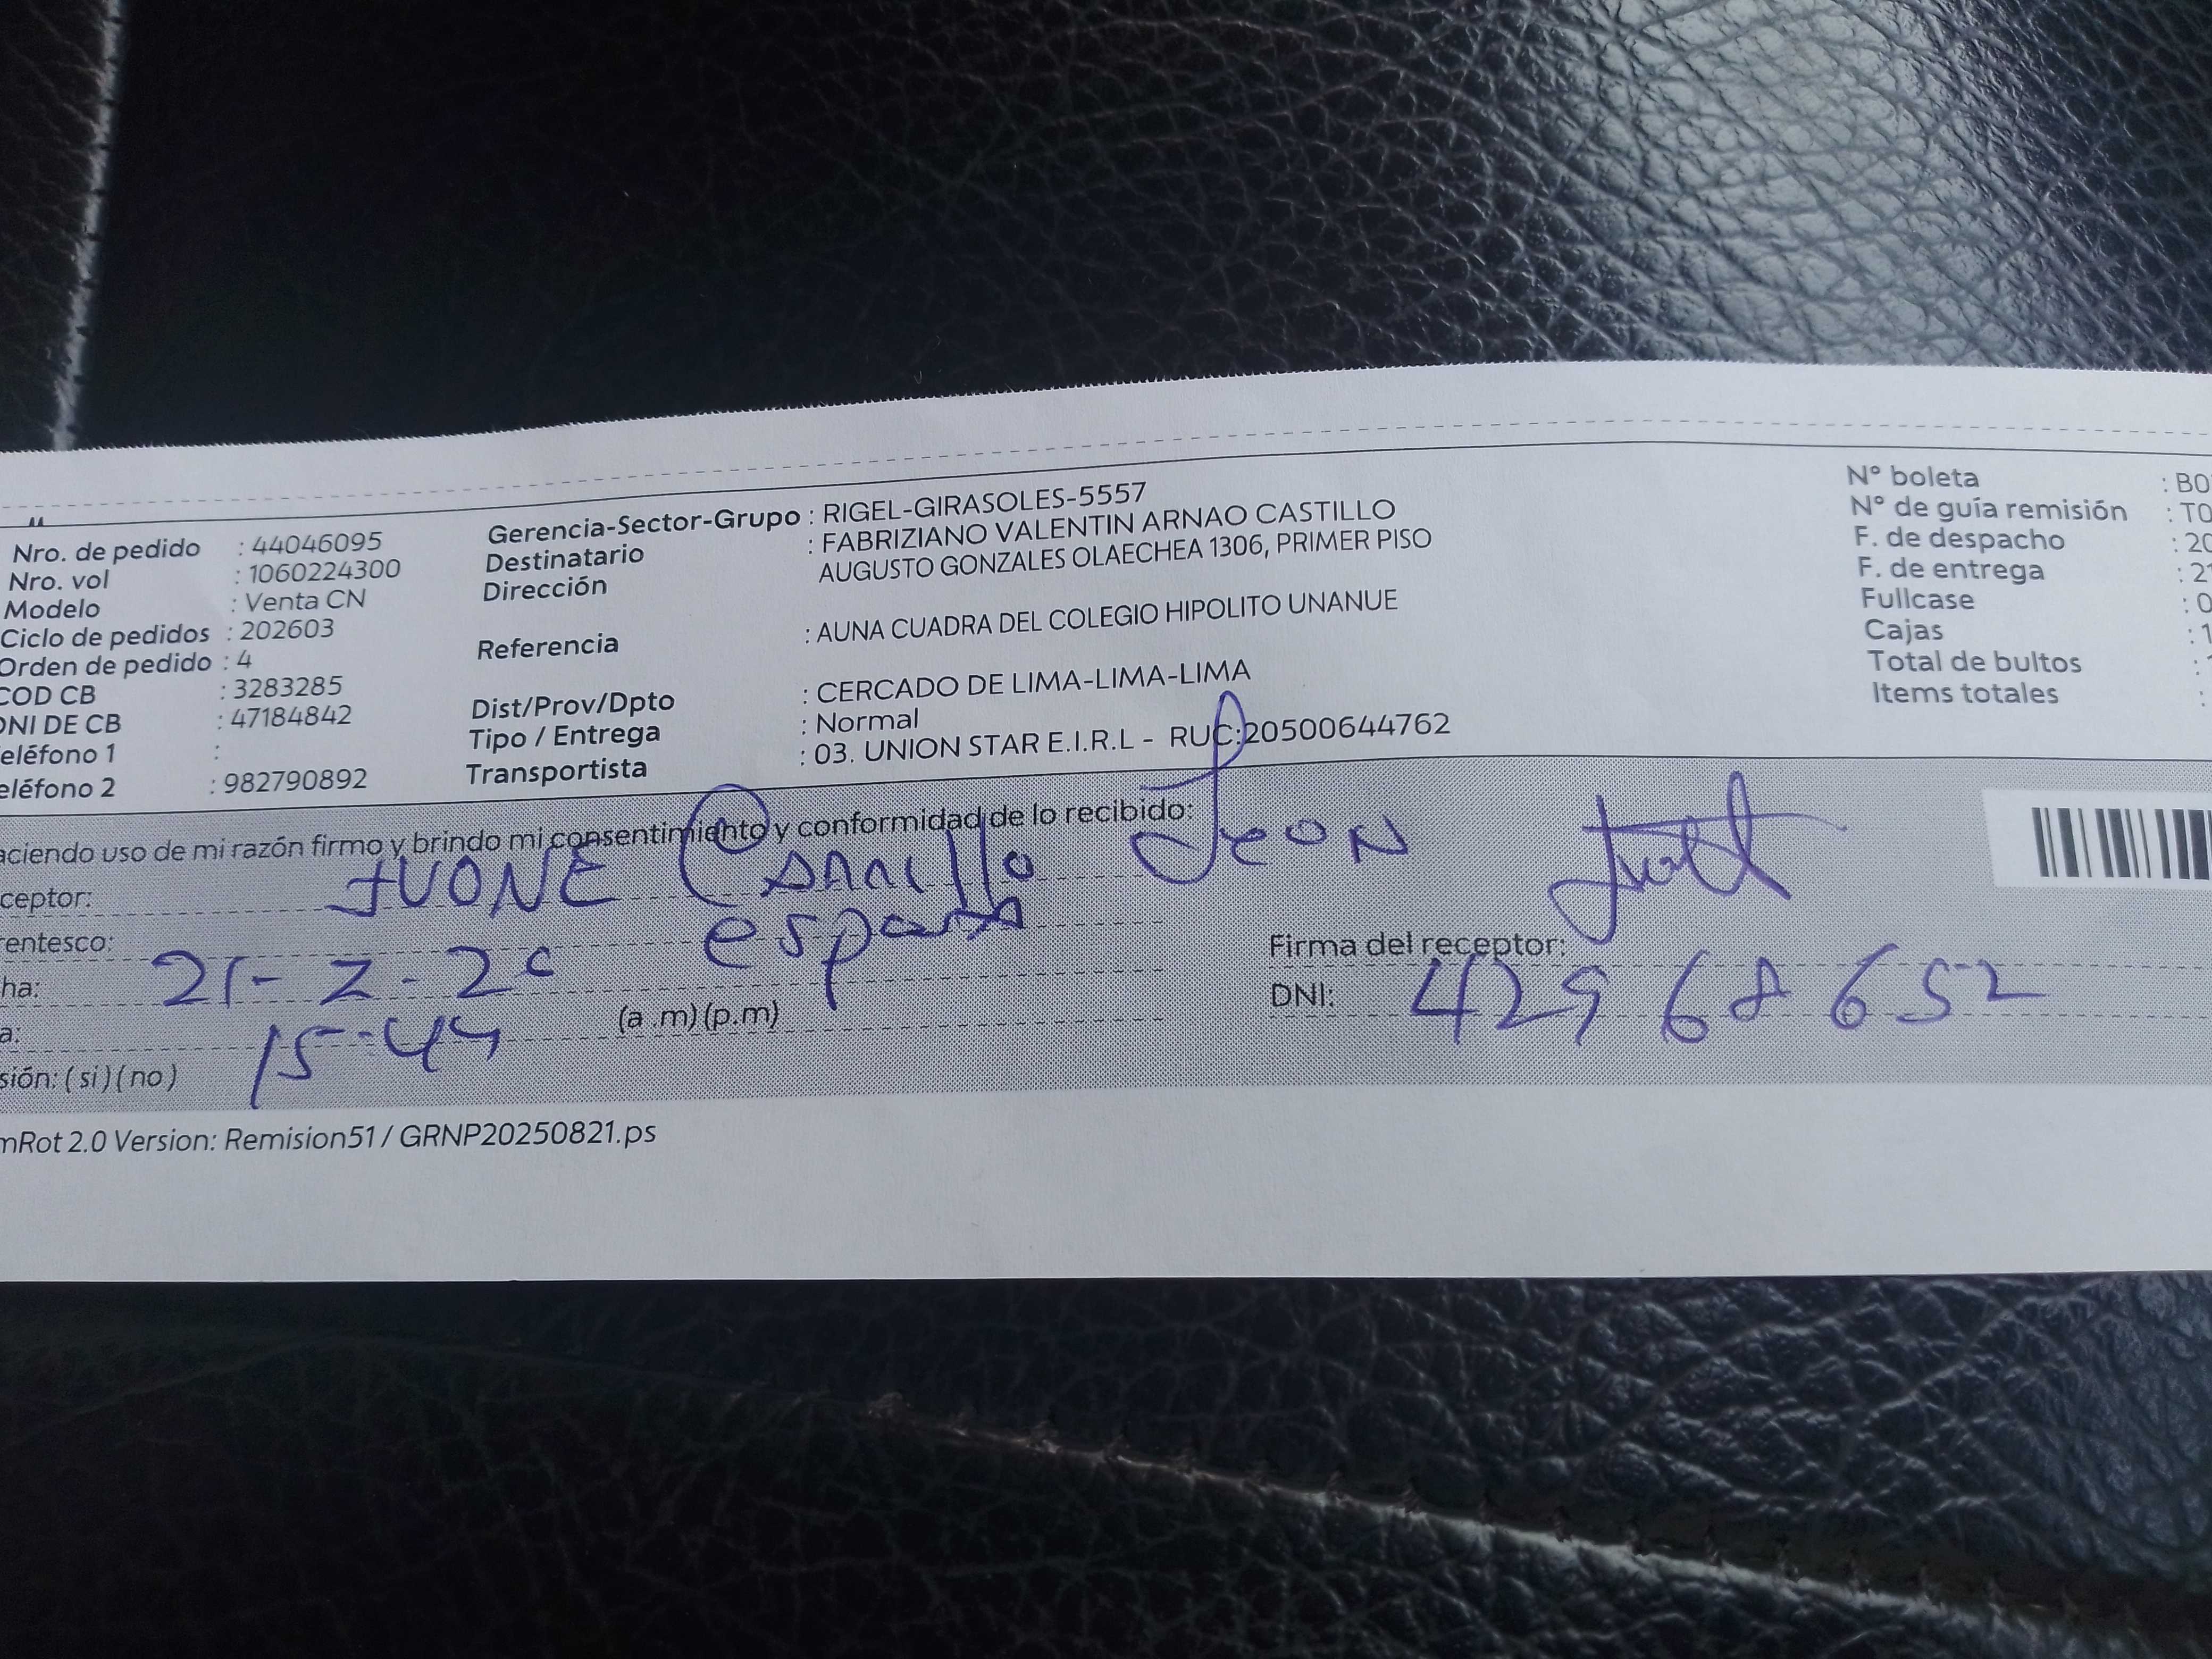 Nro. de pedido : 44046095
Nro. vol : 1060224300
Modelo : Venta CN
Ciclo de pedidos : 202603
Orden de pedido : 4
COD CB : 3283285
DNI DE CB : 47184842
eléfono 1 :
eléfono 2 : 982790892
Gerencia-Sector-Grupo : RIGEL-GIRASOLES-5557
Destinatario : FABRIZIANO VALENTIN ARNAO CASTILLO
Dirección AUGUSTO GONZALES OLAECHEA 1306, PRIMER PISO
Referencia : AUNA CUADRA DEL COLEGIO HIPOLITO UNANUE
Dist/Prov/Dpto : CERCADO DE LIMA-LIMA-LIMA
Tipo / Entrega : Normal
Transportista : 03. UNION STAR E.I.R.L - RUC:20500644762
N° boleta : BO
N° de guía remisión : TO
F. de despacho : 20
F. de entrega : 21
Fullcase : 0
Cajas : 1
Total de bultos :
Items totales :
aciendo uso de mi razón firmo y brindo mi consentimiento y conformidad de lo recibido:
ceptor: IVONE Carrillo Leon
rentesco: esposa
ha: 21-2-26
a: 15:44 (a .m) (p.m)
sión: ( si ) ( no )
Firma del receptor:
DNI: 42968652
mRot 2.0 Version: Remision51 / GRNP20250821.ps